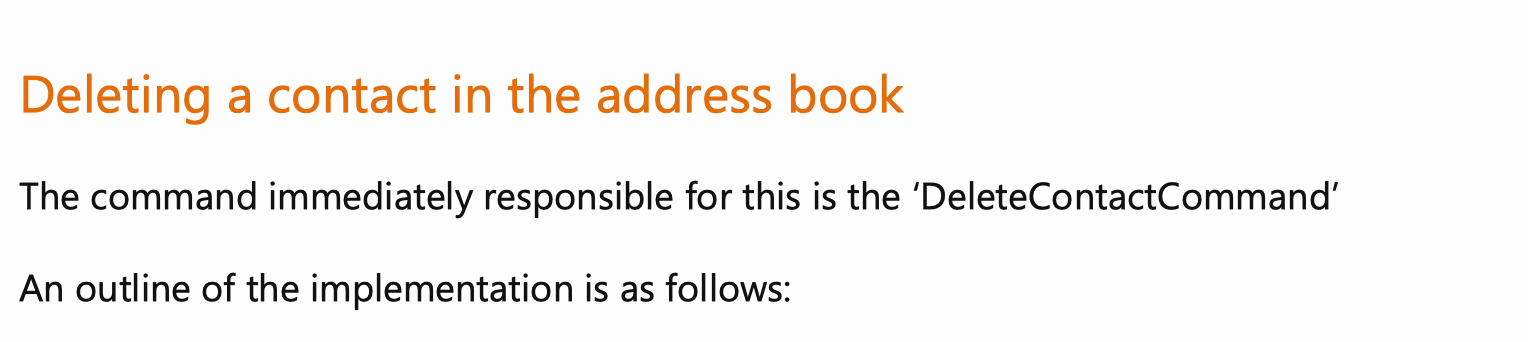 Deleting a contact in the address book
The command immediately responsible for this is the ‘DeleteContactCommand’
An outline of the implementation is as follows: